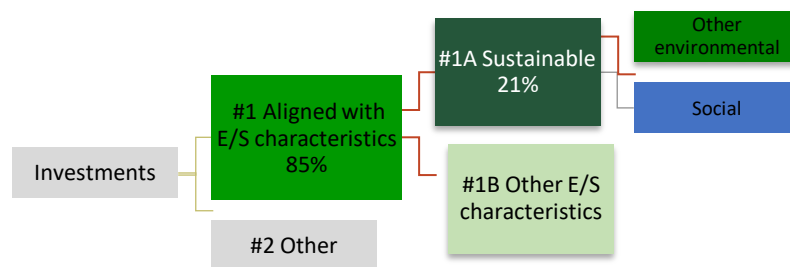 Investments
#1 Aligned with
E/S characteristics
85%
#2 Other
#1A Sustainable
21%
#1B Other E/S
characteristics
Other
environmental
Social